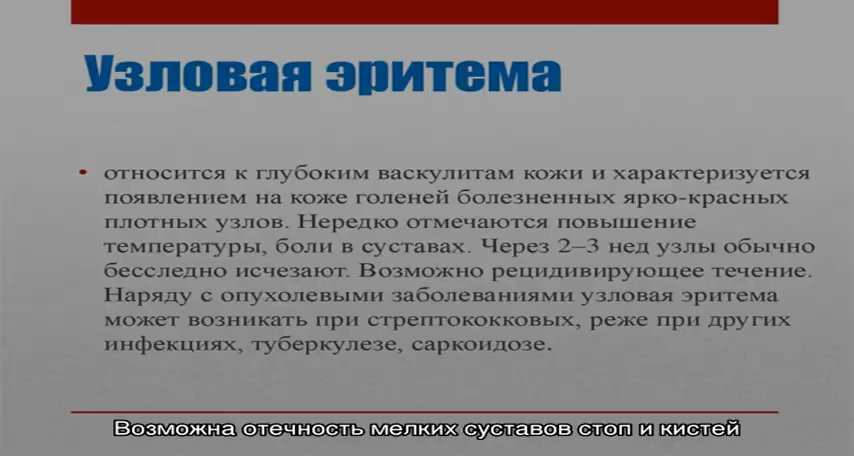 Узловая эритема
• относится к глубоким васкулитам кожи и характеризуется
появлением на коже голеней болезненных ярко-красных
плотных узлов. Нередко отмечаются повышение
температуры, боли в суставах. Через 2–3 нед узлы обычно
бесследно исчезают. Возможно рецидивирующее течение.
Наряду с опухолевыми заболеваниями узловая эритема
может возникать при стрептококковых, реже при других
инфекциях, туберкулезе, саркоидозе.
Возможна отечность мелких суставов стоп и кистей